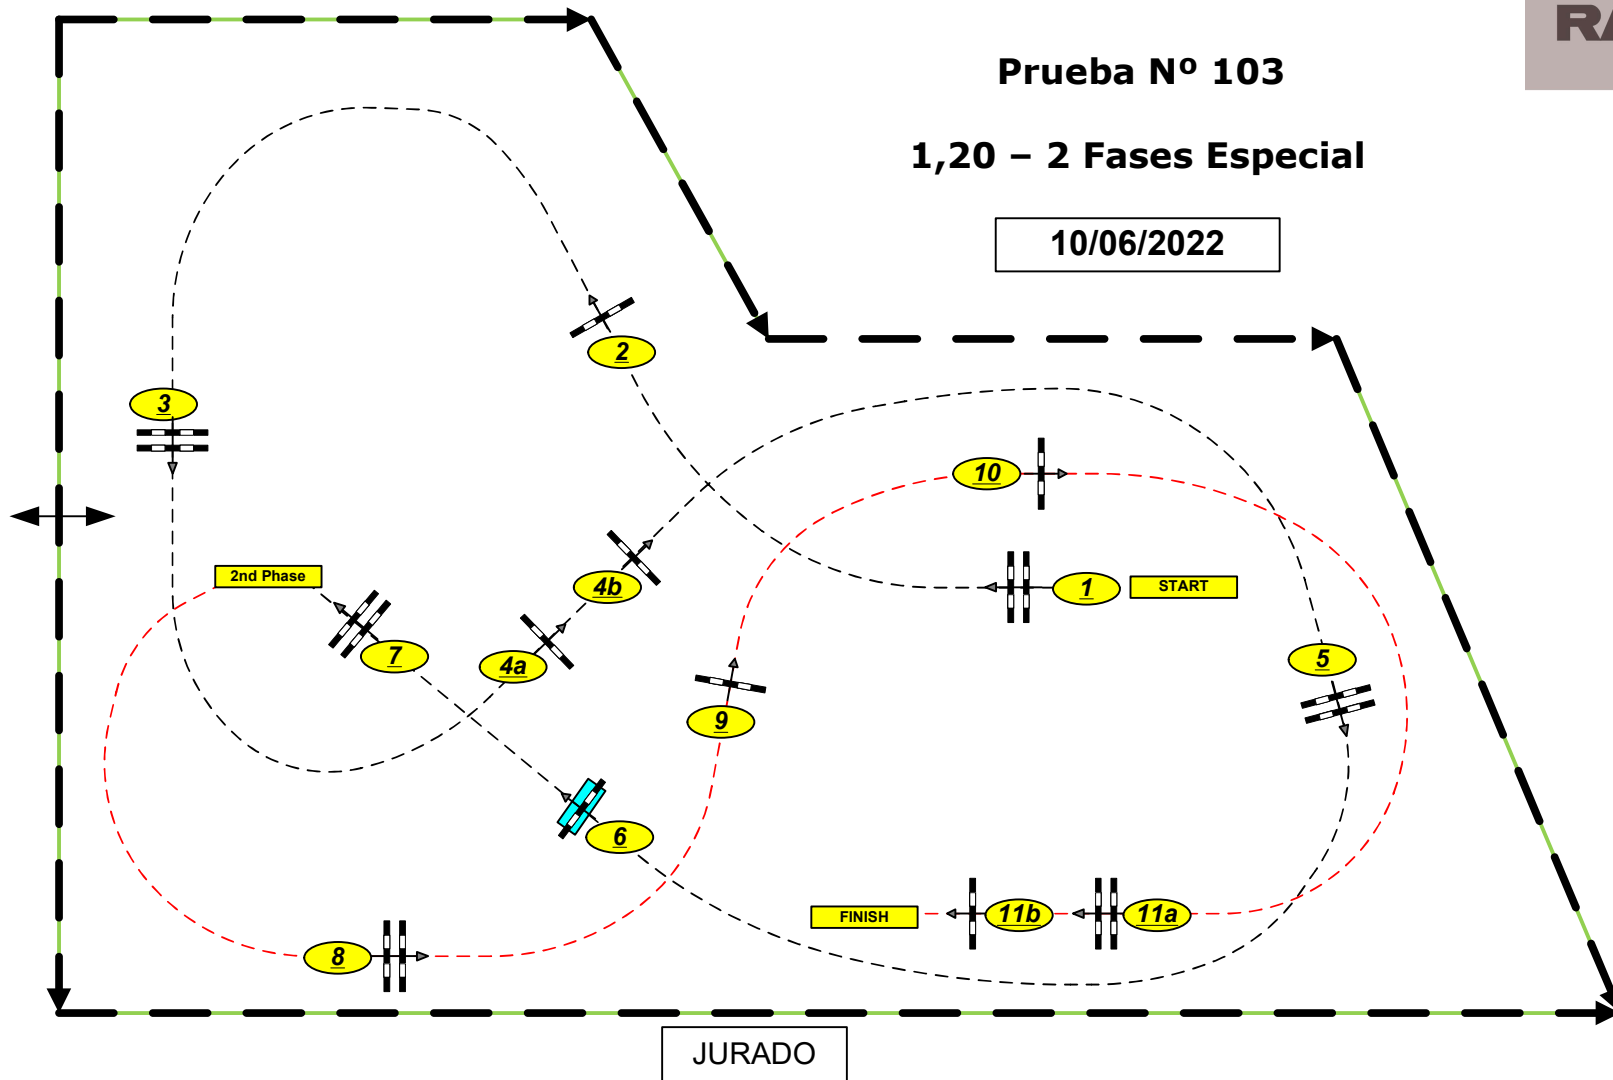 Prueba Nº 103
1,20 – 2 Fases Especial
10/06/2022
2
3
10
2nd Phase
4b
1
START
7
4a
5
9
6
FINISH
11b
11a
8
JURADO